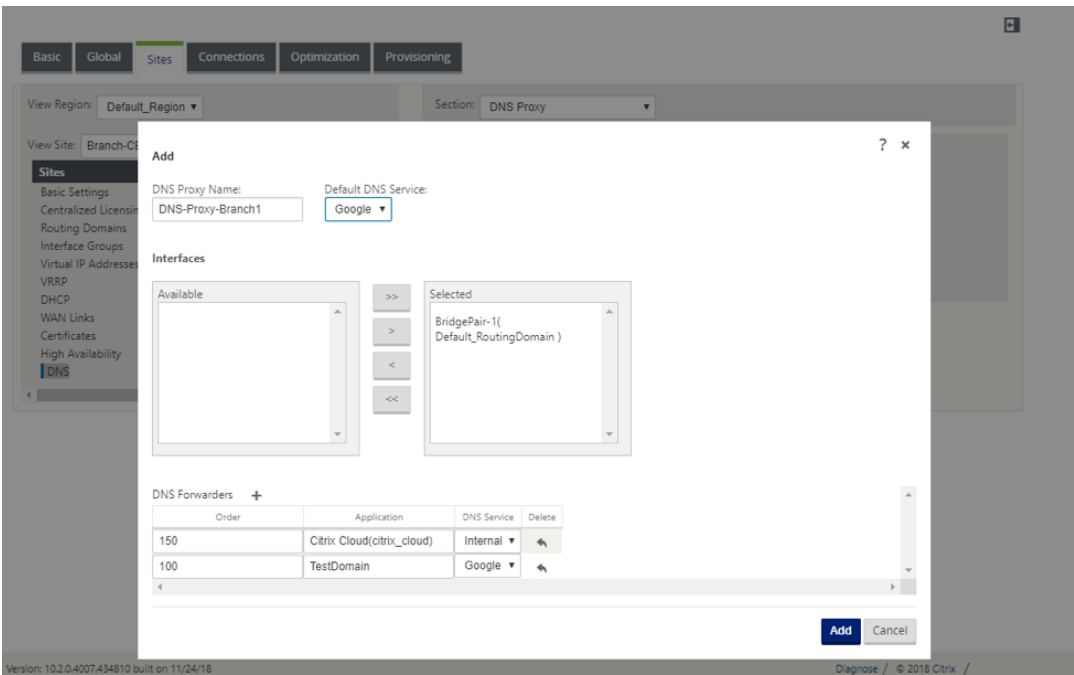 Basic Global Sites Connections Optimization Provisioning
View Region: Default_Region Section: DNS Proxy
View Site:
Sites
Basic Settings
Centralized
Routing Domains
Interface Groups
Virtual IP Addresses
VRRP
DHCP
WAN Links
Certificates
High Availability
DNS
Add ? ×
DNS Proxy Name: Default DNS Service:
DNS-Proxy-Branch1 Google
Interfaces
Available >> Selected
BridgePair-1(
Default_RoutingDomain )
>
<
<<
DNS Forwarders +
Order Application DNS Service Delete
150 Citrix Cloud(citrix_cloud) Internal
100 TestDomain Google
Add Cancel
Version: 10.2.0.4007.434810 built on 11/24/18 Diagnose / © 2018 Citrix /